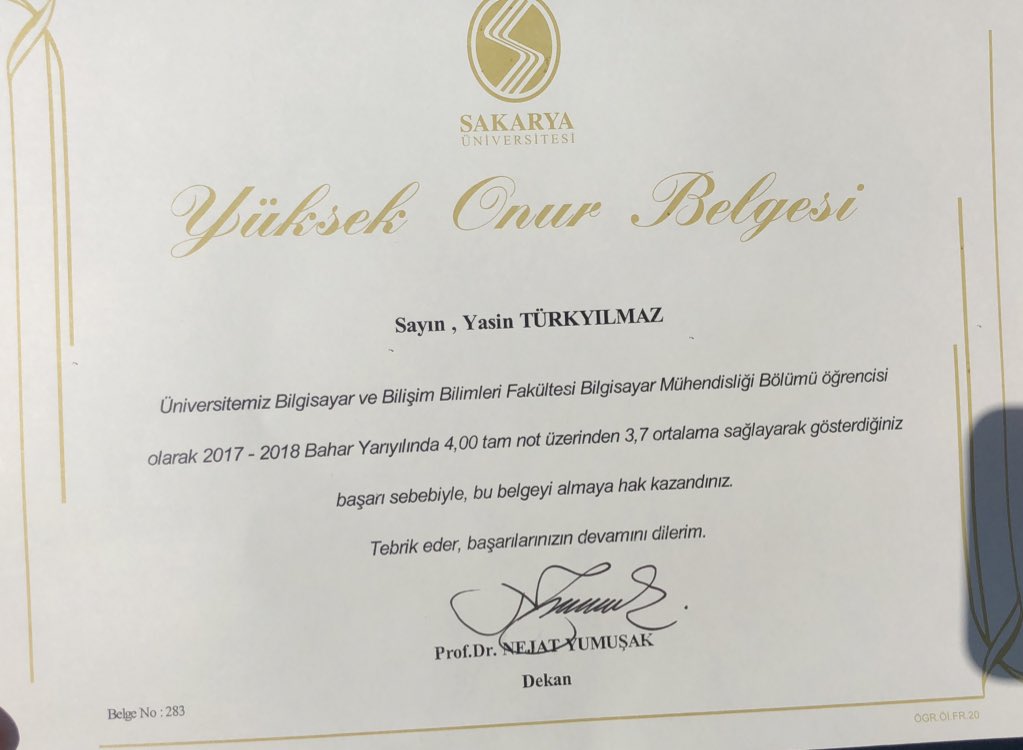 SAKARYA
ÜNİVERSİTESİ
Yüksek Onur Belgesi
Sayın , Yasin TÜRKYILMAZ
Üniversitemiz Bilgisayar ve Bilişim Bilimleri Fakültesi Bilgisayar Mühendisliği Bölümü öğrencisi
olarak 2017 - 2018 Bahar Yarıyılında 4,00 tam not üzerinden 3,7 ortalama sağlayarak gösterdiğiniz
başarı sebebiyle, bu belgeyi almaya hak kazandınız.
Tebrik eder, başarılarınızın devamını dilerim.
Prof.Dr. NEJAT YUMUŞAK
Dekan
Belge No : 283
ÖGR.Öİ.FR.20